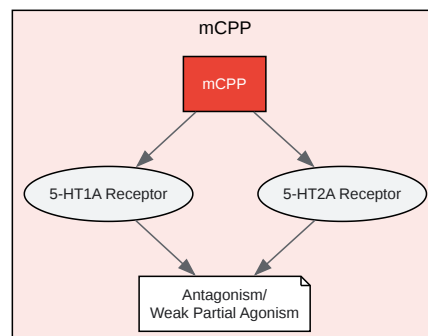 mCPP
mCPP
5-HT1A Receptor
5-HT2A Receptor
Antagonism/
Weak Partial Agonism